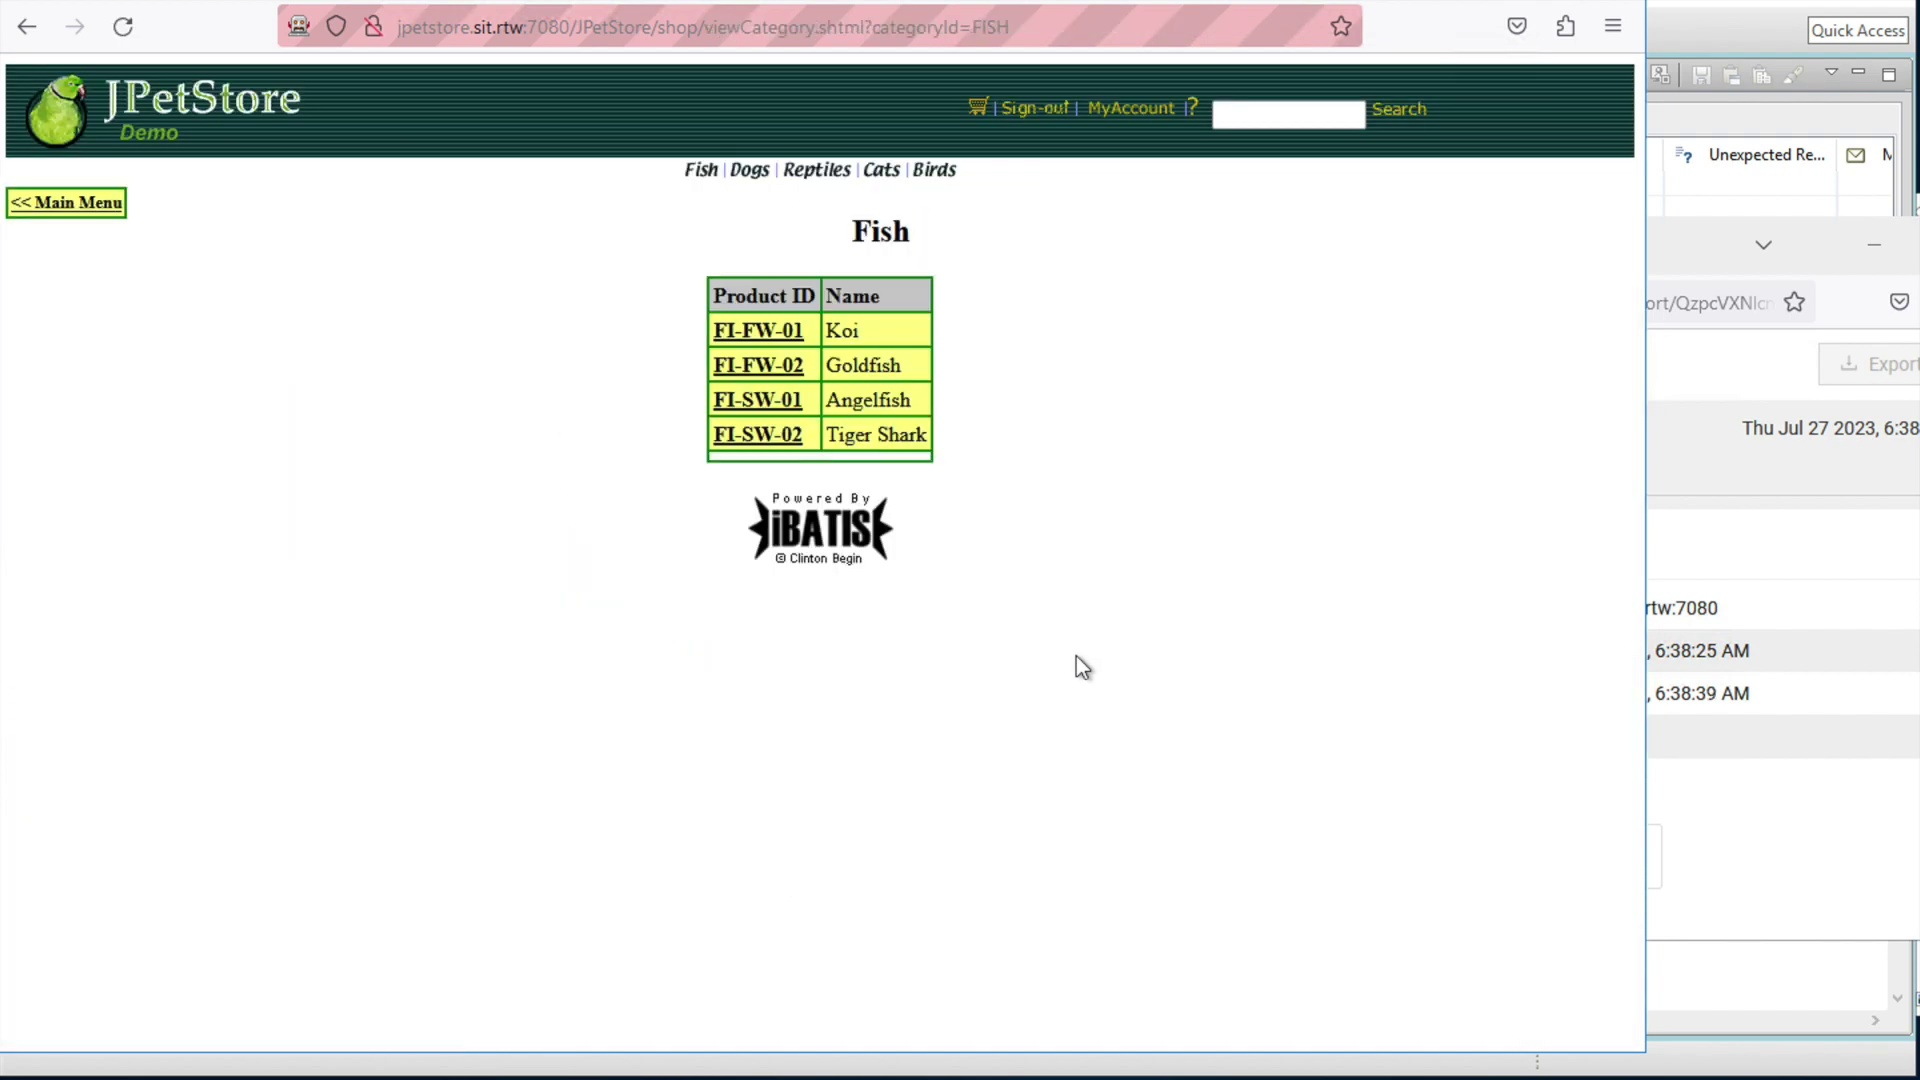 jpetstore.sit.rtw:7080/JPetStore/shop/viewCategory.shtml?categoryId=FISH
Quick Access
JPetStore
Demo
| Sign-out | MyAccount | ?
Search
Fish | Dogs | Reptiles | Cats | Birds
<< Main Menu
Fish
Product ID Name
FI-FW-01 Koi
FI-FW-02 Goldfish
FI-SW-01 Angelfish
FI-SW-02 Tiger Shark
Powered By
iBATIS
© Clinton Begin
Unexpected Re...
ort/QzpcVXNlcn
Export
Thu Jul 27 2023, 6:38
rtw:7080
, 6:38:25 AM
, 6:38:39 AM